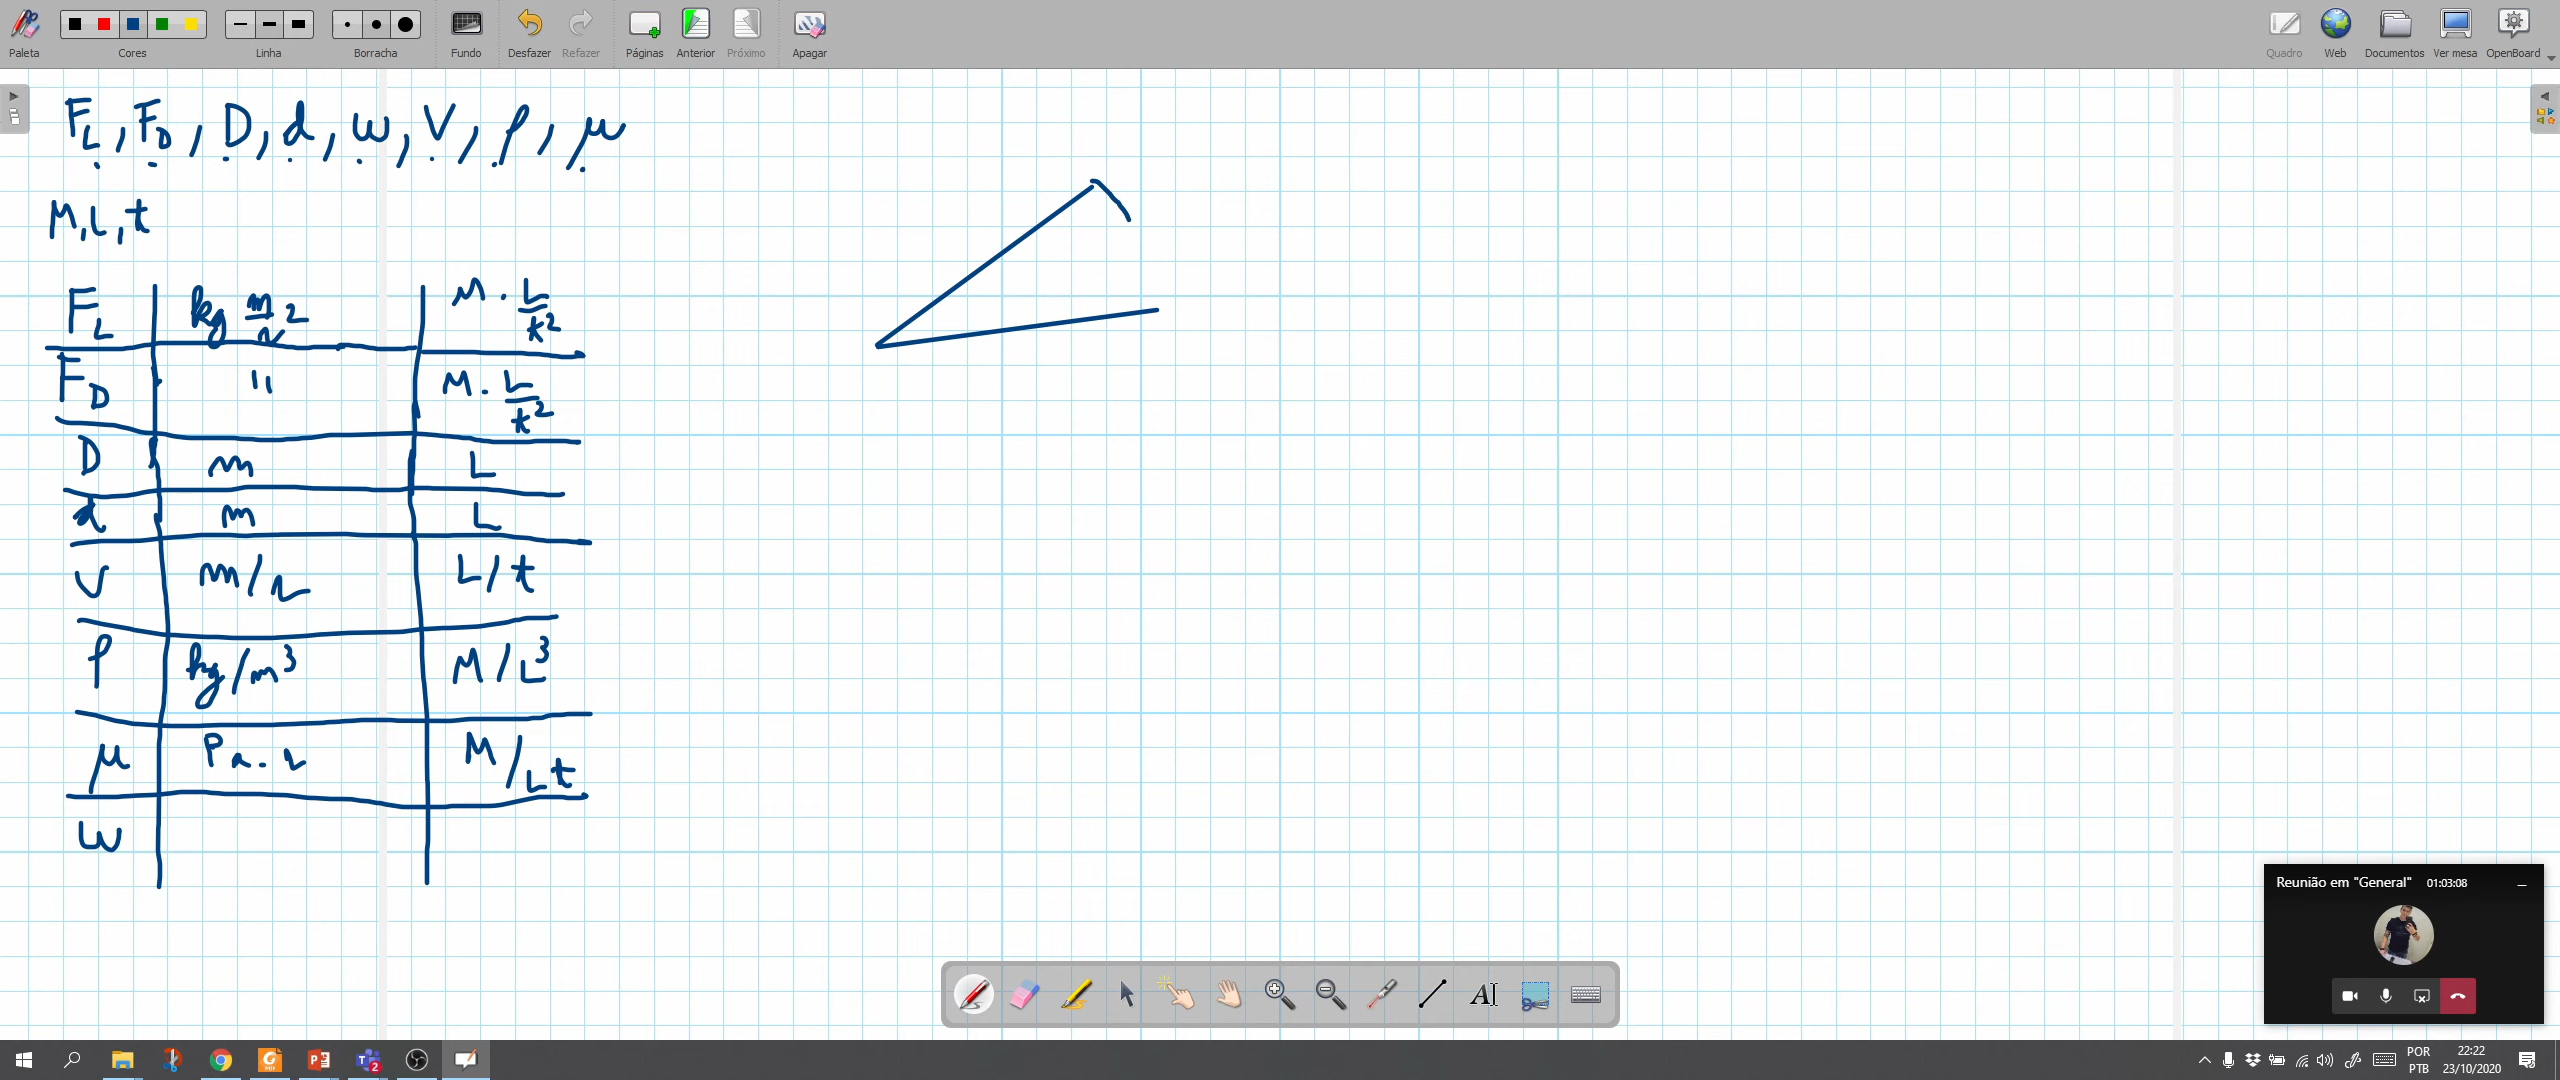 Paleta Cores Linha Borracha Fundo Desfazer Refazer Páginas Anterior Próximo Apagar Quadro Web Documentos Ver mesa OpenBoard
F_L, F_D, D, d, ω, V, ρ, μ
M, L, t
F_L kg m/s² M · L/t²
F_D " M · L/t²
D m L
d m L
V m/s L/t
ρ kg/m³ M/L³
μ Pa.s M/Lt
ω
Reunião em "General" 01:03:08
A
POR 22:22
PTB 23/10/2020